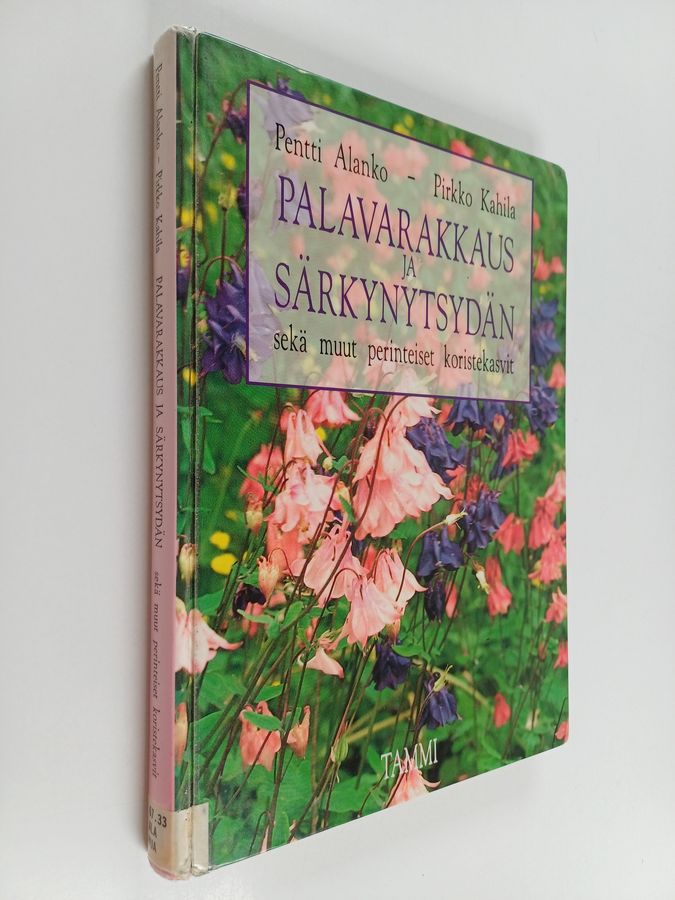 Pentti Alanko – Pirkko Kahila
PALAVARAKKAUS
JA
SÄRKYNYTSYDÄN
sekä muut perinteiset koristekasvit
TAMMI
Pentti Alanko – Pirkko Kahila PALAVARAKKAUS JA SÄRKYNYTSYDÄN sekä muut perinteiset koristekasvit